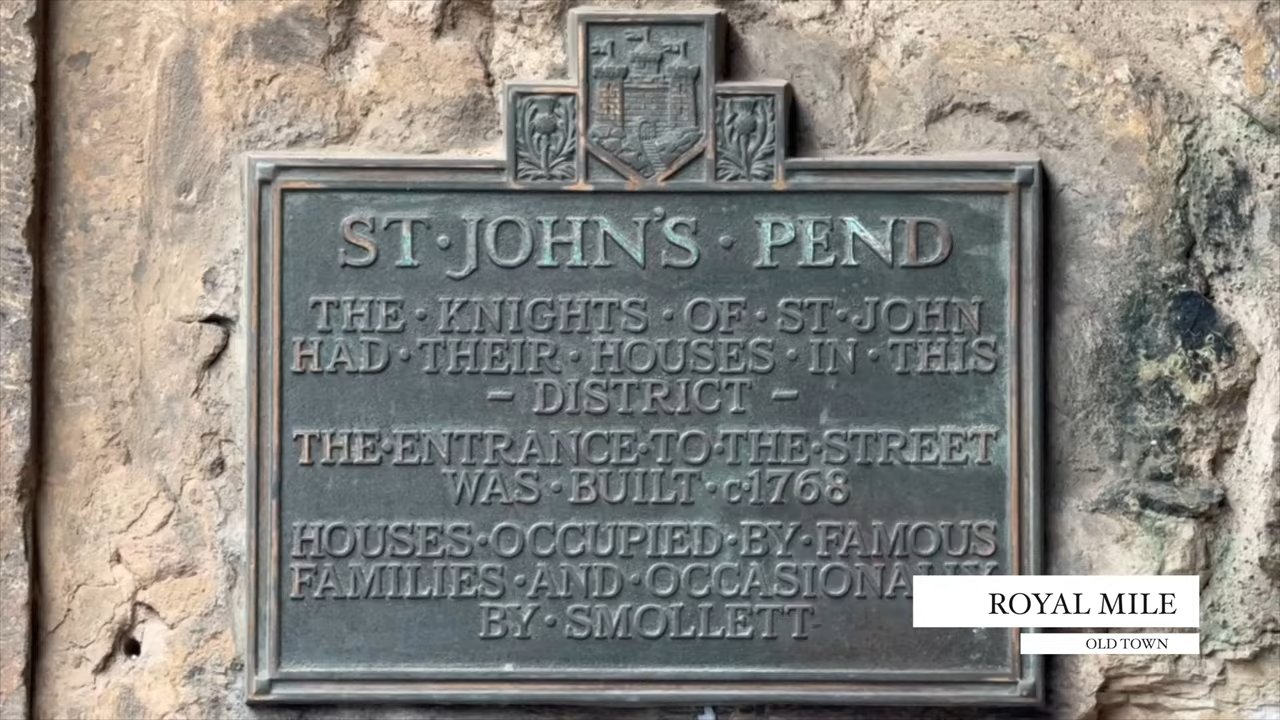 ST·JOHN'S · PEND
THE · KNIGHTS · OF · ST·JOHN
HAD · THEIR · HOUSES · IN · THIS
– DISTRICT –
THE·ENTRANCE·TO·THE·STREET
WAS · BUILT · c·1768
HOUSES·OCCUPIED·BY·FAMOUS
FAMILIES ·AND·OCCASIONALLY
BY·SMOLLETT
ROYAL MILE
OLD TOWN